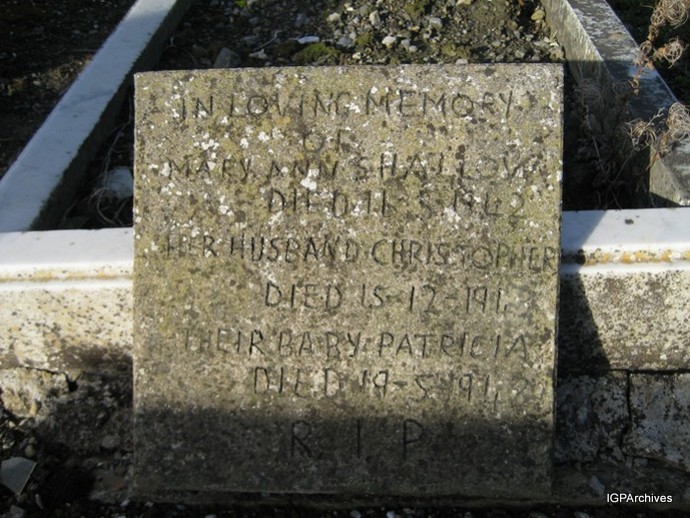 IN LOVING MEMORY
OF
MARY ANN SHALLOW
DIED 11-5-1942
HER HUSBAND CHRISTOPHER
DIED 15-12-1943
THEIR BABY PATRICIA
DIED 19-5-1942
R. I. P.
IGPArchives